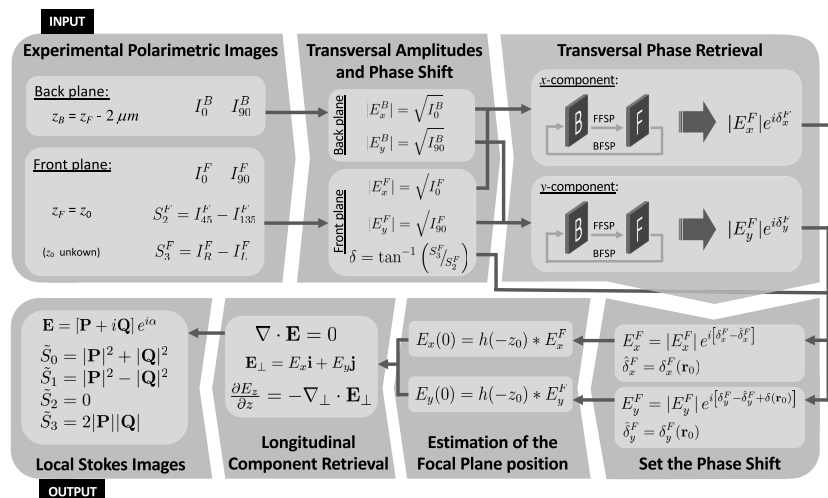 INPUT
Experimental Polarimetric Images
Back plane:
z_B = z_F - 2 μm
I_0^B I_90^B
Front plane:
I_0^F I_90^F
z_F = z_0
S_2^F = I_45^F − I_135^F
(z_0 unkown)
S_3^F = I_R^F − I_L^F
Transversal Amplitudes
and Phase Shift
Back plane
|E_x^B| = √I_0^B
|E_y^B| = √I_90^B
Front plane
|E_x^F| = √I_0^F
|E_y^F| = √I_90^F
δ = tan^−1 (S_3^F/S_2^F)
Transversal Phase Retrieval
x-component:
B FFSP F
BFSP
|E_x^F|e^{iδ_x^F}
y-component:
B FFSP F
BFSP
|E_y^F|e^{iδ_y^F}
E_x^F = |E_x^F| e^{i[δ_x^F−δ̂_x^F]}
δ̂_x^F = δ_x^F(r_0)
E_y^F = |E_y^F| e^{i[δ_y^F−δ̂_y^F+δ(r_0)]}
δ̂_y^F = δ_y^F(r_0)
Set the Phase Shift
E_x(0) = h(−z_0) * E_x^F
E_y(0) = h(−z_0) * E_y^F
Estimation of the
Focal Plane position
∇ · E = 0
E_⊥ = E_x i + E_y j
∂E_z/∂z = −∇_⊥ · E_⊥
Longitudinal
Component Retrieval
E = [P + iQ] e^{iα}
S̃_0 = |P|^2 + |Q|^2
S̃_1 = |P|^2 − |Q|^2
S̃_2 = 0
S̃_3 = 2|P||Q|
Local Stokes Images
OUTPUT